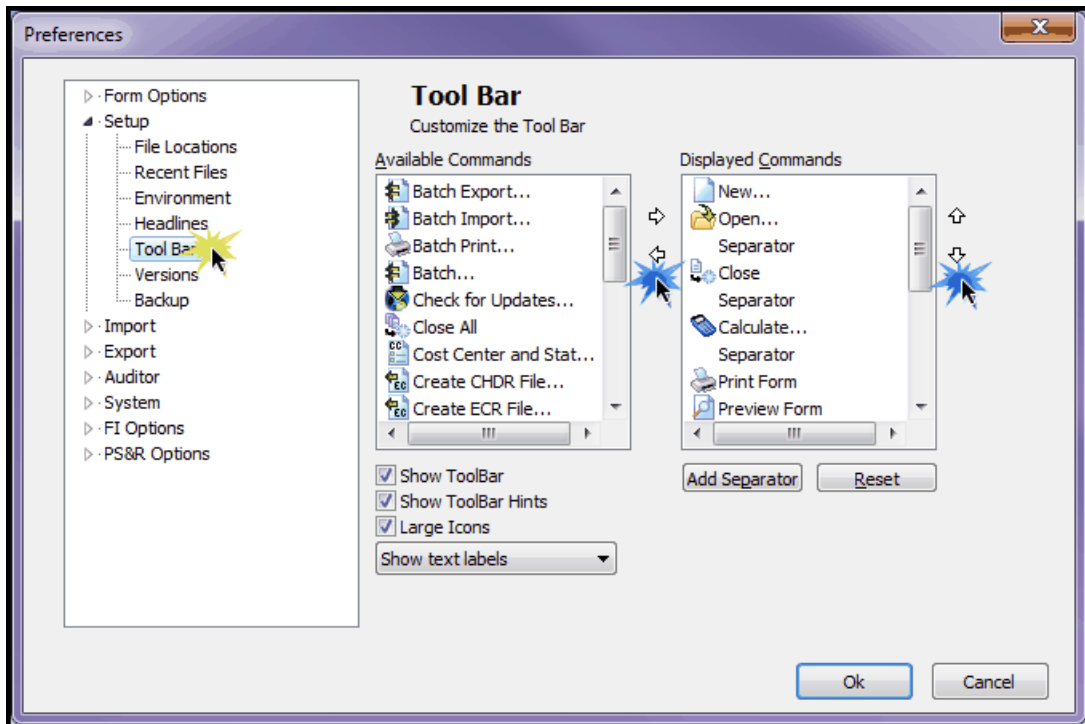 Preferences
Form Options
Setup
File Locations
Recent Files
Environment
Headlines
Tool Bar
Versions
Backup
Import
Export
Auditor
System
FI Options
PS&R Options
Tool Bar
Customize the Tool Bar
Available Commands
Batch Export...
Batch Import...
Batch Print...
Batch...
Check for Updates...
Close All
Cost Center and Stat...
Create CHDR File...
Create ECR File...
Displayed Commands
New...
Open...
Separator
Close
Separator
Calculate...
Separator
Print Form
Preview Form
Add Separator
Reset
Show ToolBar
Show ToolBar Hints
Large Icons
Show text labels
Ok
Cancel